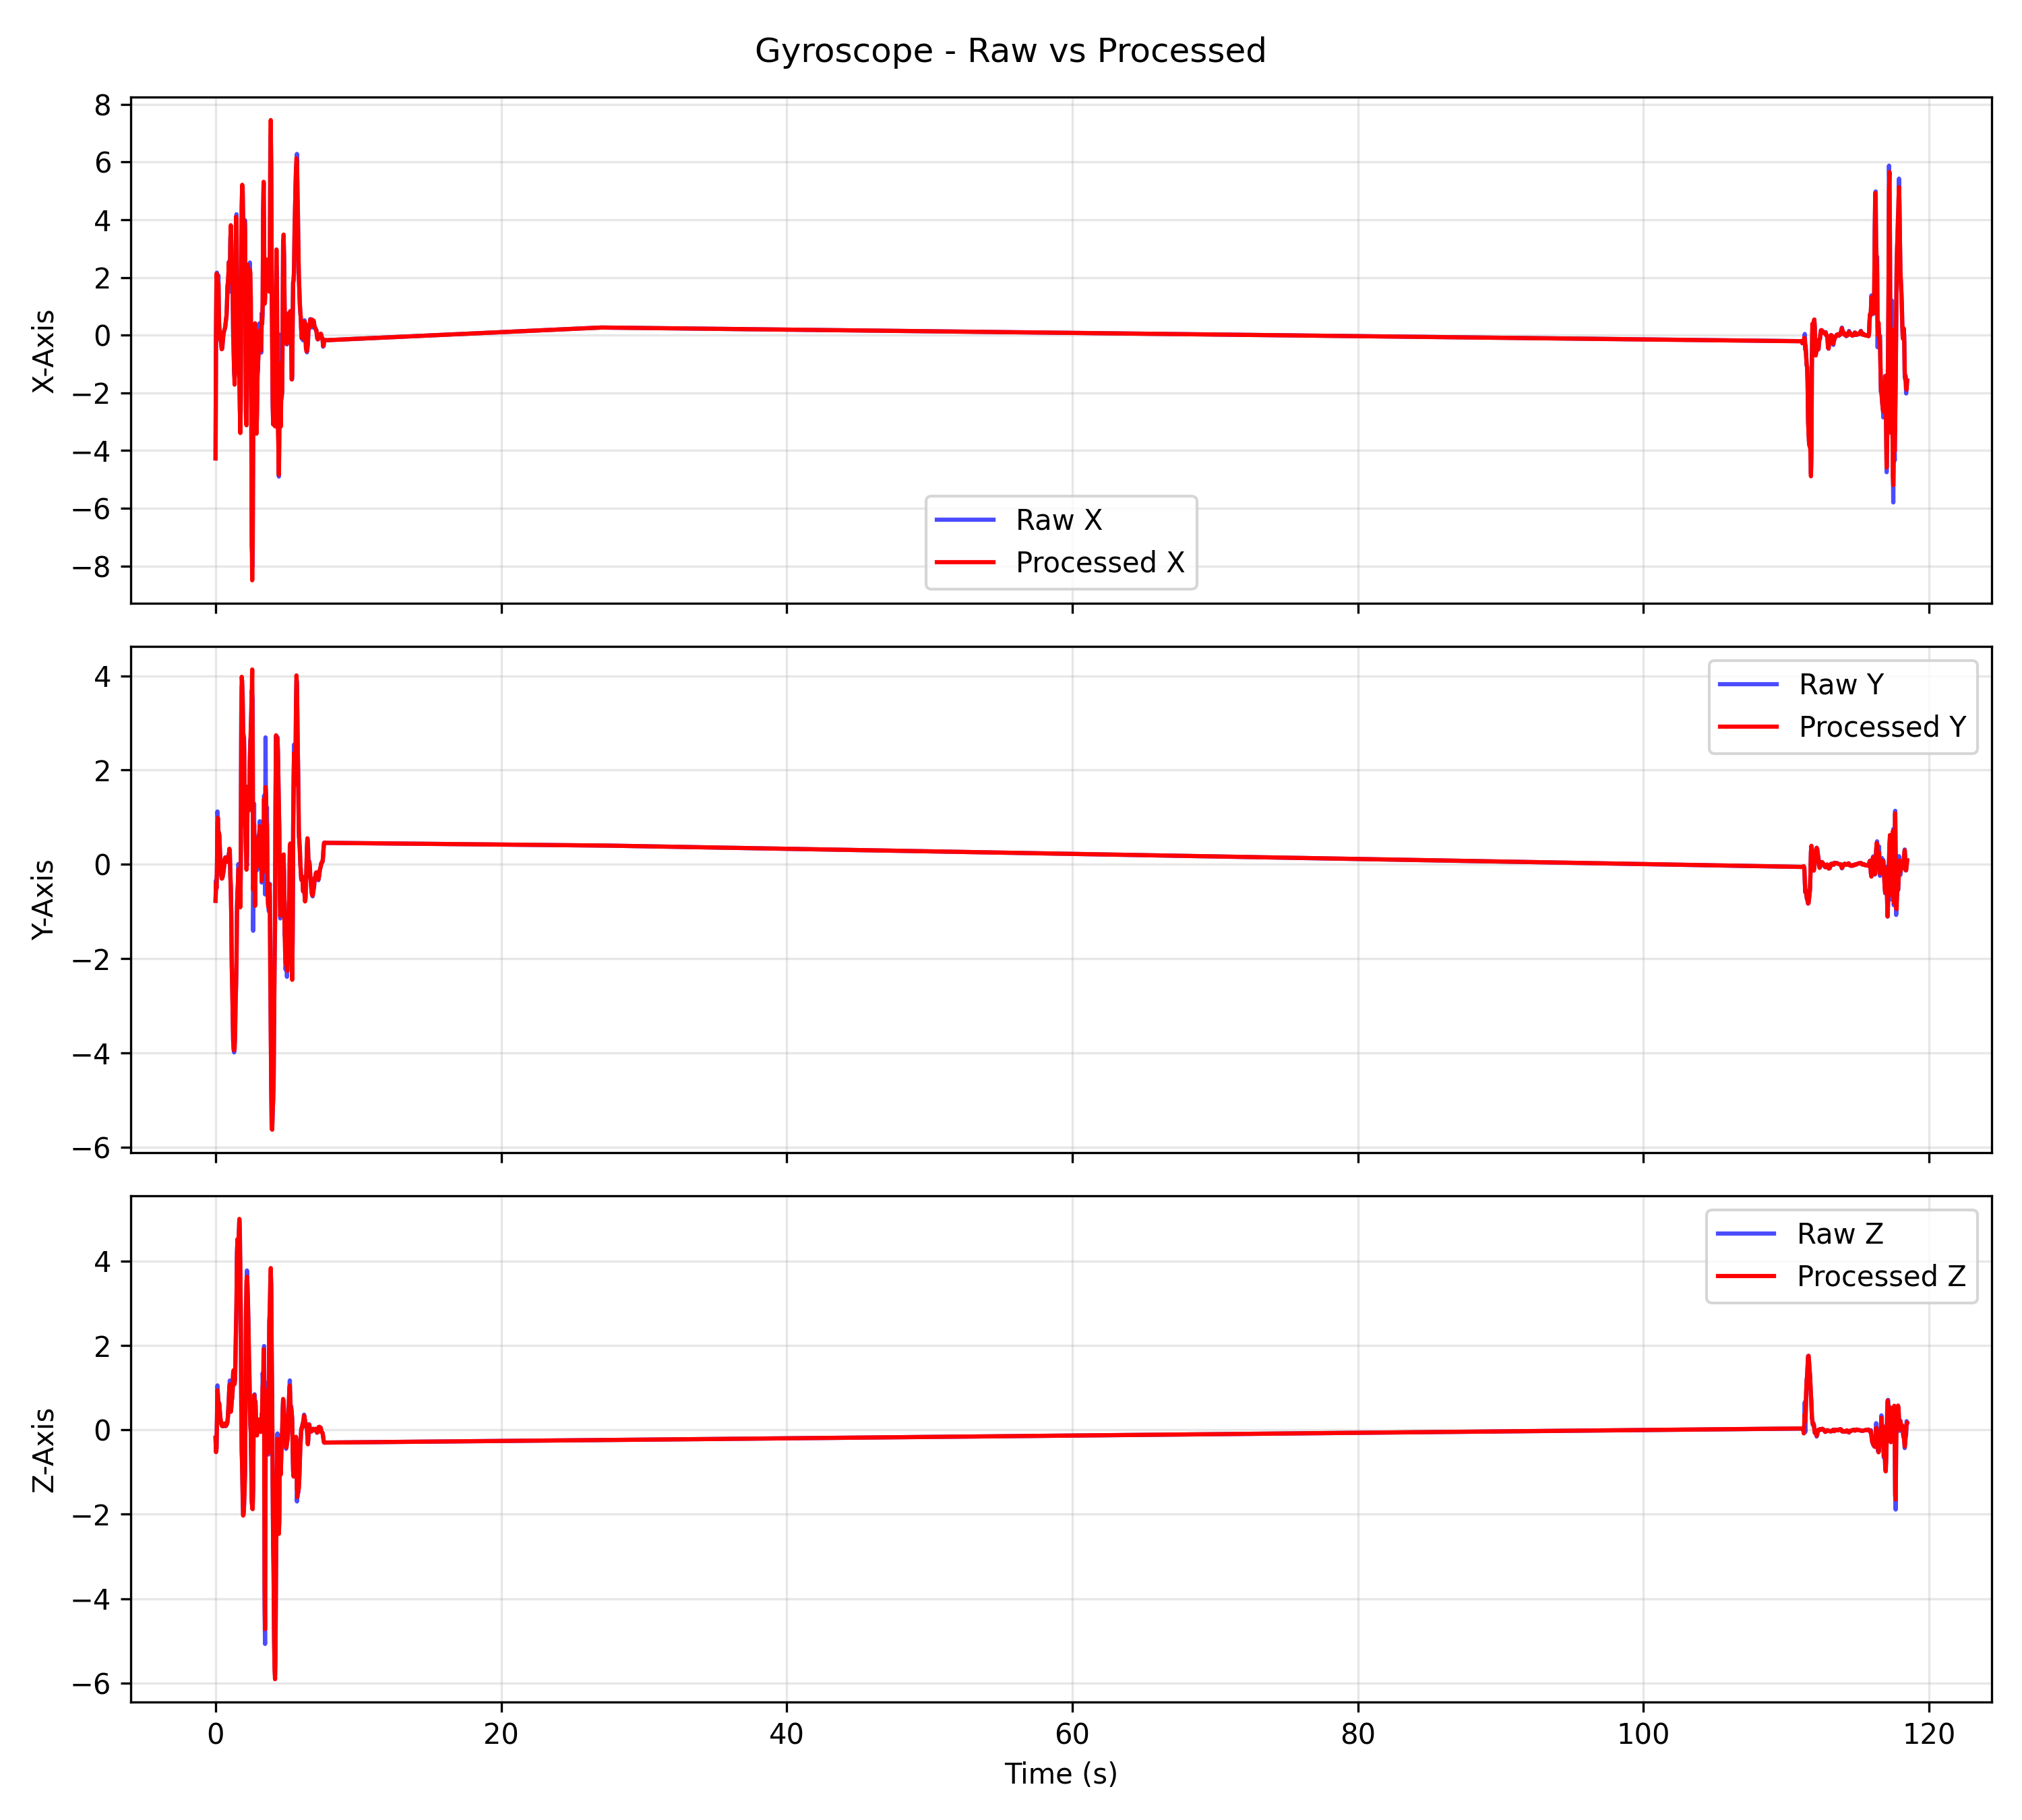 Gyroscope - Raw vs Processed
8
6
4
2
0
−2
−4
−6
−8
X-Axis
Raw X
Processed X
4
2
0
−2
−4
−6
Y-Axis
Raw Y
Processed Y
4
2
0
−2
−4
−6
Z-Axis
Raw Z
Processed Z
0 20 40 60 80 100 120
Time (s)